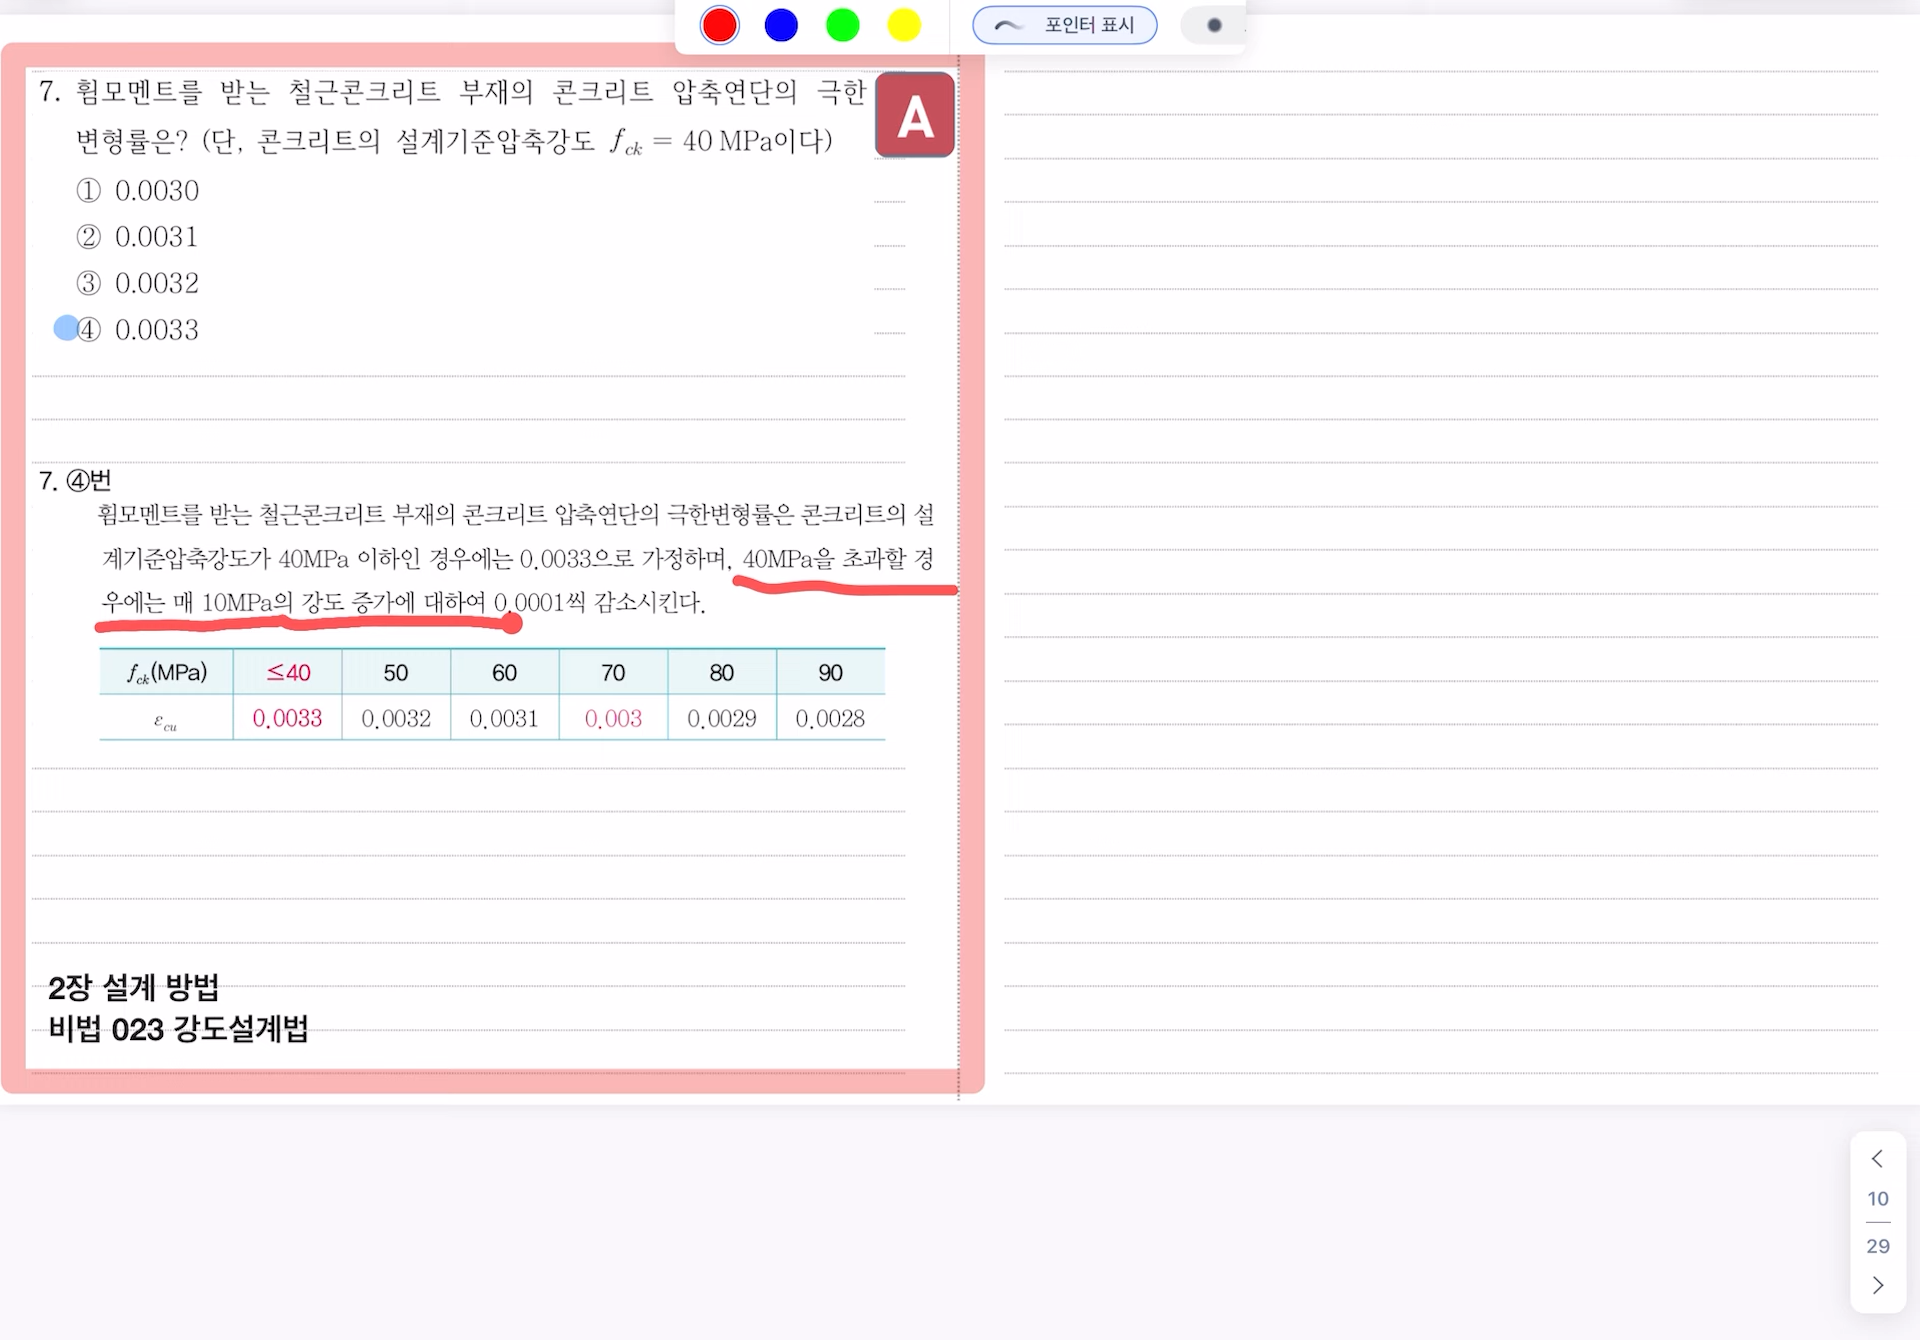 포인터 표시
7. 휨모멘트를 받는 철근콘크리트 부재의 콘크리트 압축연단의 극한
변형률은? (단, 콘크리트의 설계기준압축강도 fck = 40 MPa이다)
A
① 0.0030
② 0.0031
③ 0.0032
④ 0.0033
7. ④번
휨모멘트를 받는 철근콘크리트 부재의 콘크리트 압축연단의 극한변형률은 콘크리트의 설
계기준압축강도가 40MPa 이하인 경우에는 0.0033으로 가정하며, 40MPa을 초과할 경
우에는 매 10MPa의 강도 증가에 대하여 0.0001씩 감소시킨다.
fck(MPa) ≤40 50 60 70 80 90
εcu 0.0033 0.0032 0.0031 0.003 0.0029 0.0028
2장 설계 방법
비법 023 강도설계법
10
29